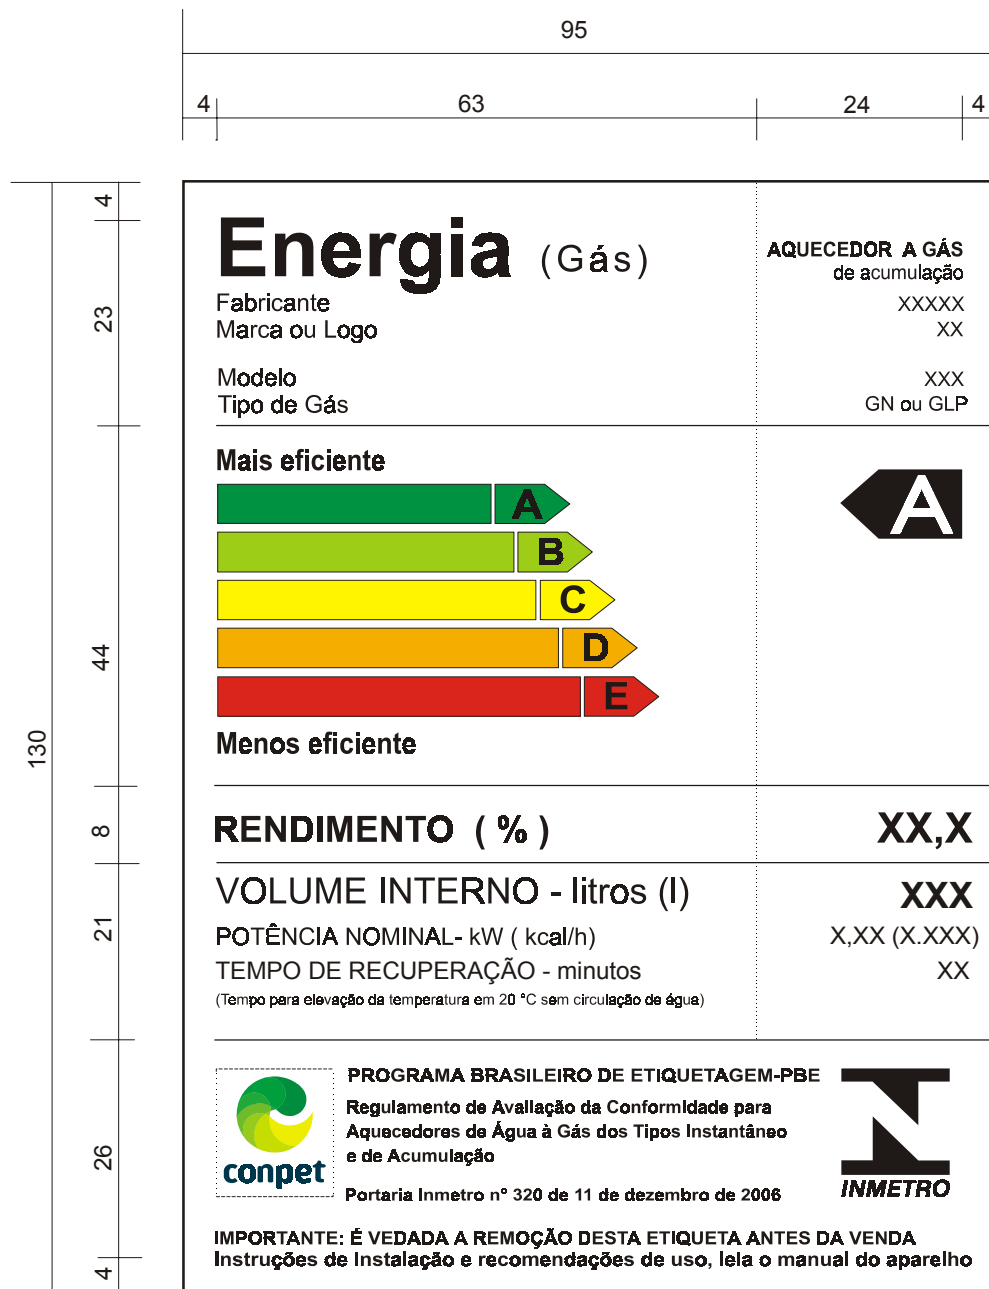 95
4 63 24 4
4
Energia (Gás)
AQUECEDOR A GÁS
de acumulação
23
Fabricante XXXXX
Marca ou Logo XX
Modelo XXX
Tipo de Gás GN ou GLP
Mais eficiente
A A
B
C
D
44
E
Menos eficiente
130
8
RENDIMENTO ( % ) XX,X
VOLUME INTERNO - litros (l) XXX
21
POTÊNCIA NOMINAL- kW ( kcal/h) X,XX (X.XXX)
TEMPO DE RECUPERAÇÃO - minutos XX
(Tempo para elevação da temperatura em 20 °C sem circulação de água)
26
conpet
PROGRAMA BRASILEIRO DE ETIQUETAGEM-PBE
Regulamento de Avaliação da Conformidade para
Aquecedores de Água à Gás dos Tipos Instantâneo
e de Acumulação
Portaria Inmetro nº 320 de 11 de dezembro de 2006
INMETRO
IMPORTANTE: É VEDADA A REMOÇÃO DESTA ETIQUETA ANTES DA VENDA
Instruções de Instalação e recomendações de uso, leia o manual do aparelho
4